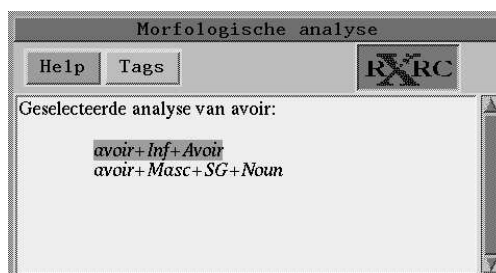 Morfologische analyse
Help Tags RXRC
Geselecteerde analyse van avoir:
avoir+Inf+Avoir
avoir+Masc+SG+Noun